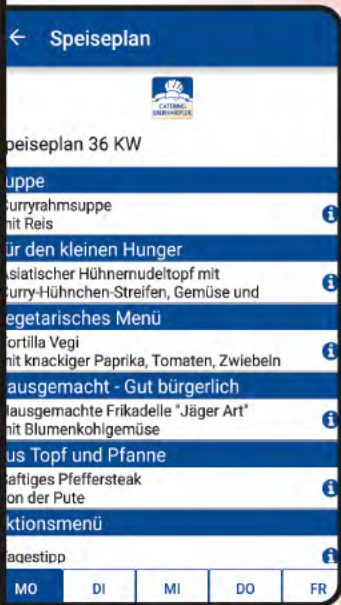 Speiseplan
CATERING
peiseplan 36 KW
uppe
urryrahmsuppe
nit Reis
ür den kleinen Hunger
siatischer Hühnernudeltopf mit
urry-Hühnchen-Streifen, Gemüse und
egetarisches Menü
ortilla Vegi
nit knackiger Paprika, Tomaten, Zwiebeln
ausgemacht - Gut bürgerlich
lausgemachte Frikadelle "Jäger Art"
nit Blumenkohlgemüse
us Topf und Pfanne
aftiges Pfeffersteak
on der Pute
ktionsmenü
agestipp
MO DI MI DO FR